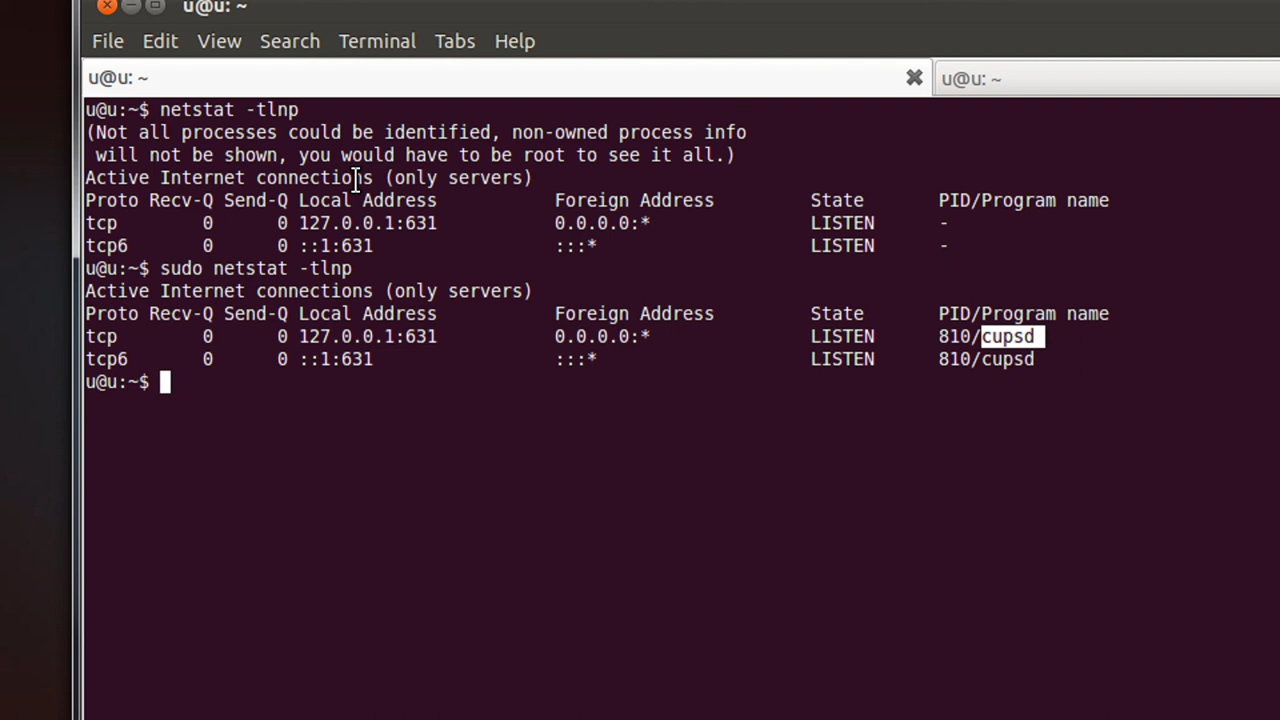 u@u: ~
File Edit View Search Terminal Tabs Help
u@u: ~
u@u: ~
u@u:~$ netstat -tlnp
(Not all processes could be identified, non-owned process info
 will not be shown, you would have to be root to see it all.)
Active Internet connections (only servers)
Proto Recv-Q Send-Q Local Address           Foreign Address         State       PID/Program name
tcp        0      0 127.0.0.1:631           0.0.0.0:*               LISTEN      -
tcp6       0      0 ::1:631                 :::*                    LISTEN      -
u@u:~$ sudo netstat -tlnp
Active Internet connections (only servers)
Proto Recv-Q Send-Q Local Address           Foreign Address         State       PID/Program name
tcp        0      0 127.0.0.1:631           0.0.0.0:*               LISTEN      810/cupsd
tcp6       0      0 ::1:631                 :::*                    LISTEN      810/cupsd
u@u:~$